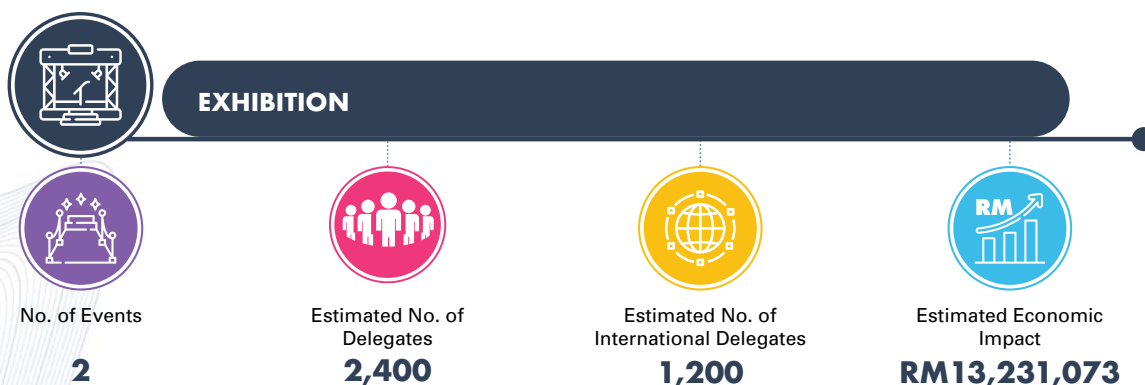 EXHIBITION
RM
No. of Events
2
Estimated No. of
Delegates
2,400
Estimated No. of
International Delegates
1,200
Estimated Economic
Impact
RM13,231,073